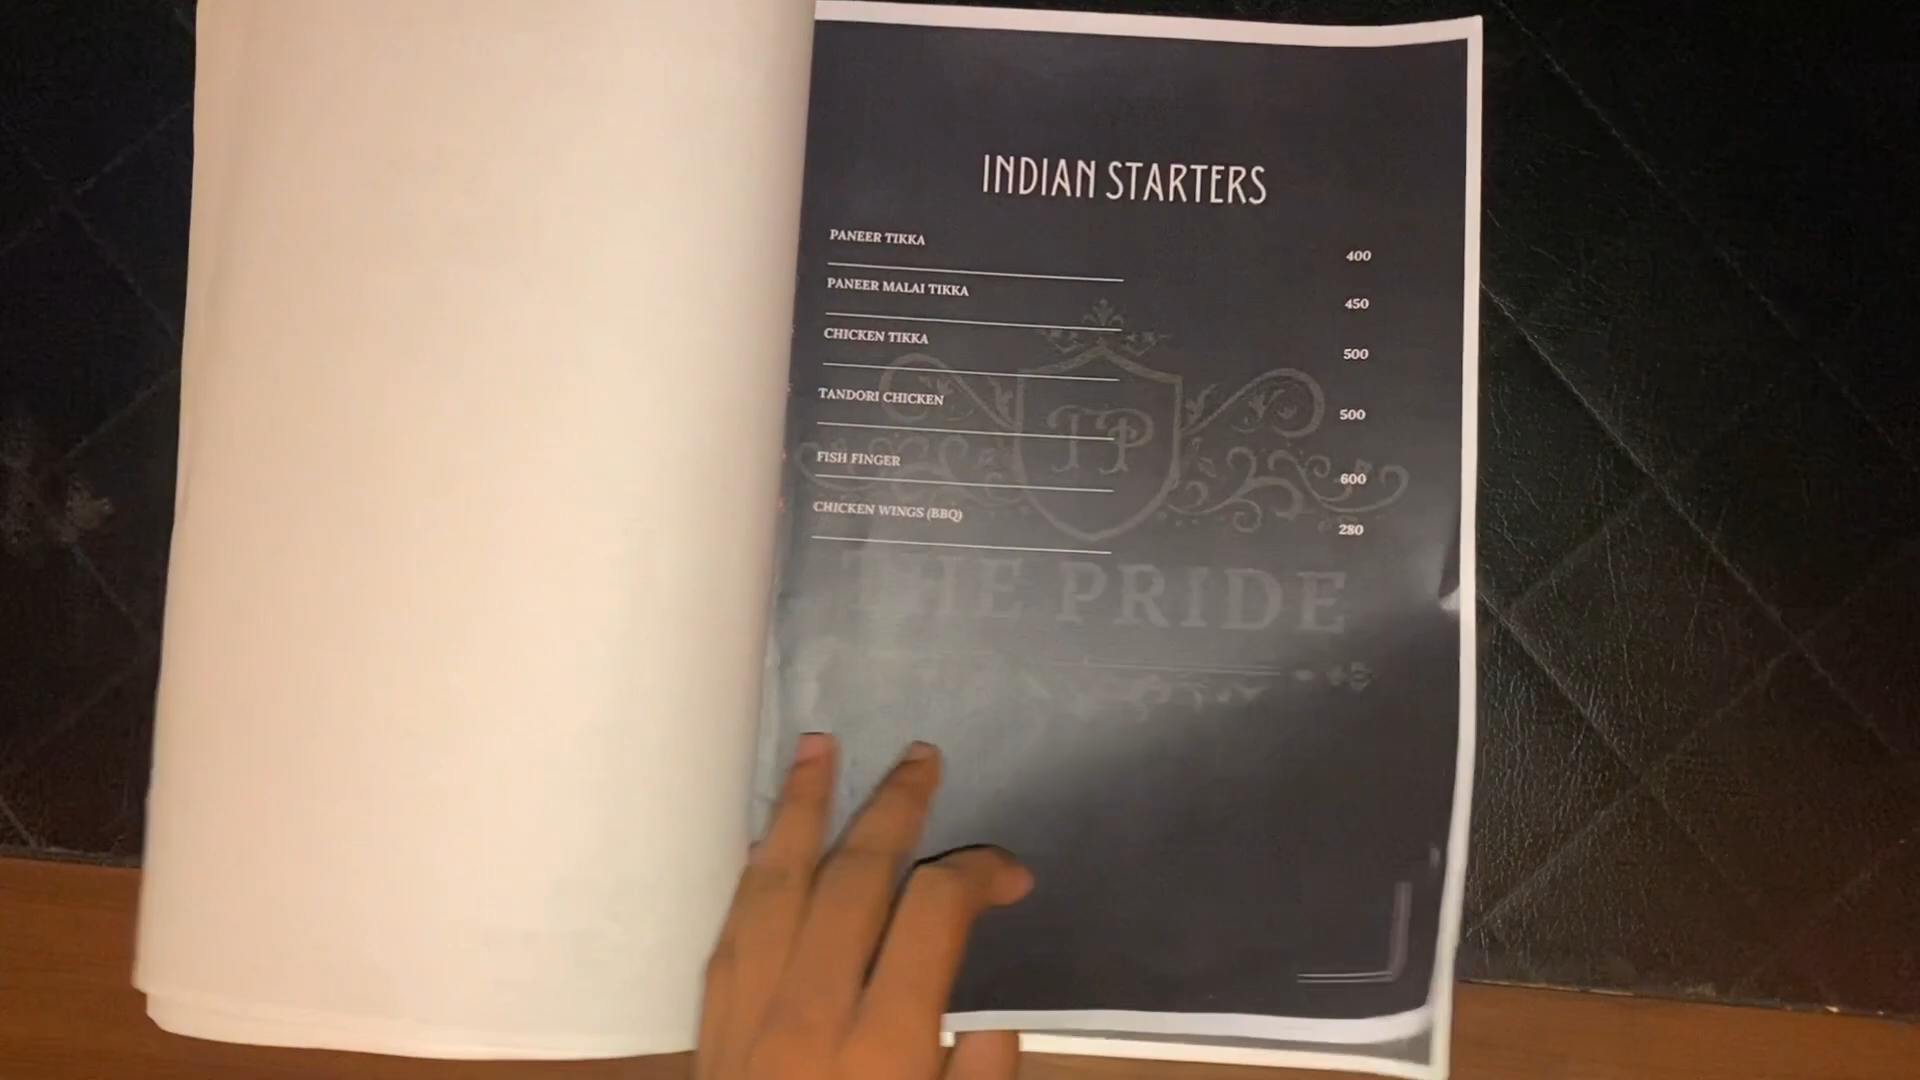 INDIAN STARTERS
PANEER TIKKA 400
PANEER MALAI TIKKA 450
CHICKEN TIKKA 500
TANDORI CHICKEN 500
FISH FINGER 600
CHICKEN WINGS (BBQ) 280
TP
THE PRIDE